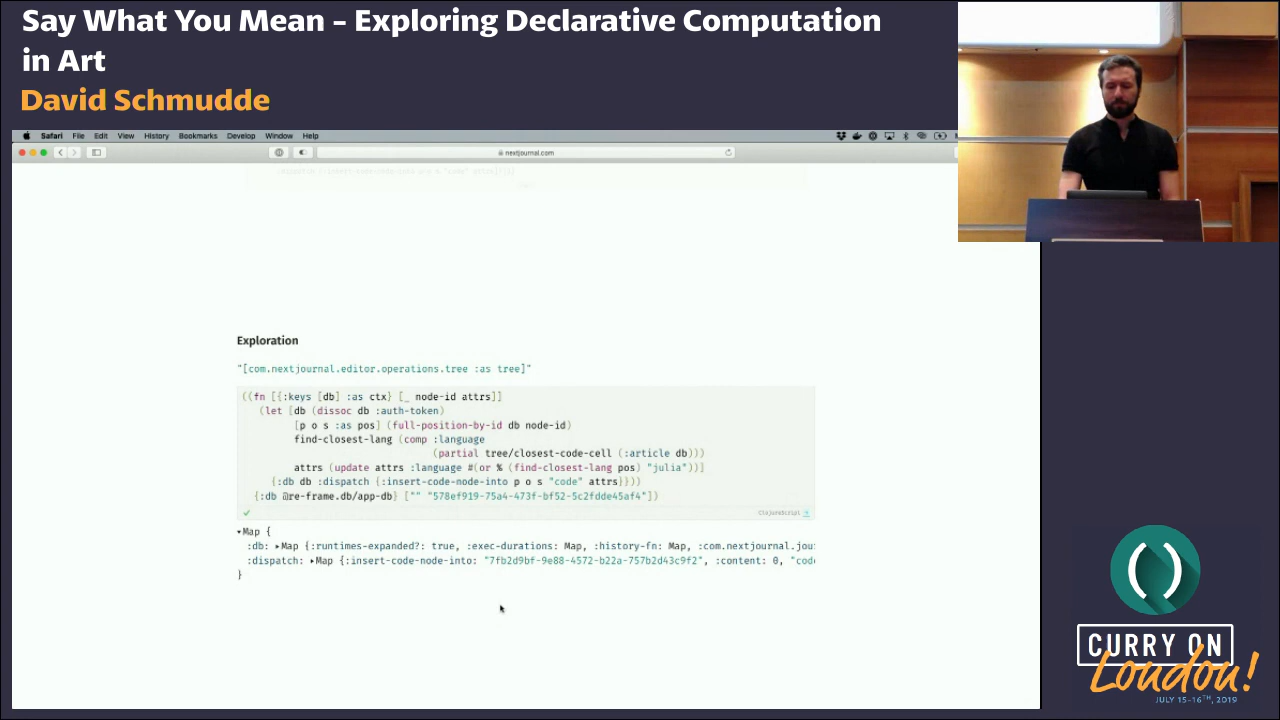 Say What You Mean – Exploring Declarative Computation
in Art
David Schmudde
Safari File Edit View History Bookmarks Develop Window Help
nextjournal.com
Exploration
"[com.nextjournal.editor.operations.tree :as tree]"
((fn [{:keys [db] :as ctx} [_ node-id attrs]]
(let [db (dissoc db :auth-token)
[p o s :as pos] (full-position-by-id db node-id)
find-closest-lang (comp :language
(partial tree/closest-code-cell (:article db)))
attrs (update attrs :language #(or % (find-closest-lang pos) "julia"))]
{:db db :dispatch {:insert-code-node-into p o s "code" attrs}}))
{:db @re-frame.db/app-db} ["" "578ef919-75a4-473f-bf52-5c2fdde45af4"])
ClojureScript
▾Map {
:db: ▸Map {:runtimes-expanded?: true, :exec-durations: Map, :history-fn: Map, :com.nextjournal.jou
:dispatch: ▸Map {:insert-code-node-into: "7fb2d9bf-9e88-4572-b22a-757b2d43c9f2", :content: 0, "code
}
( )
CURRY ON
London!
JULY 15-16TH, 2019